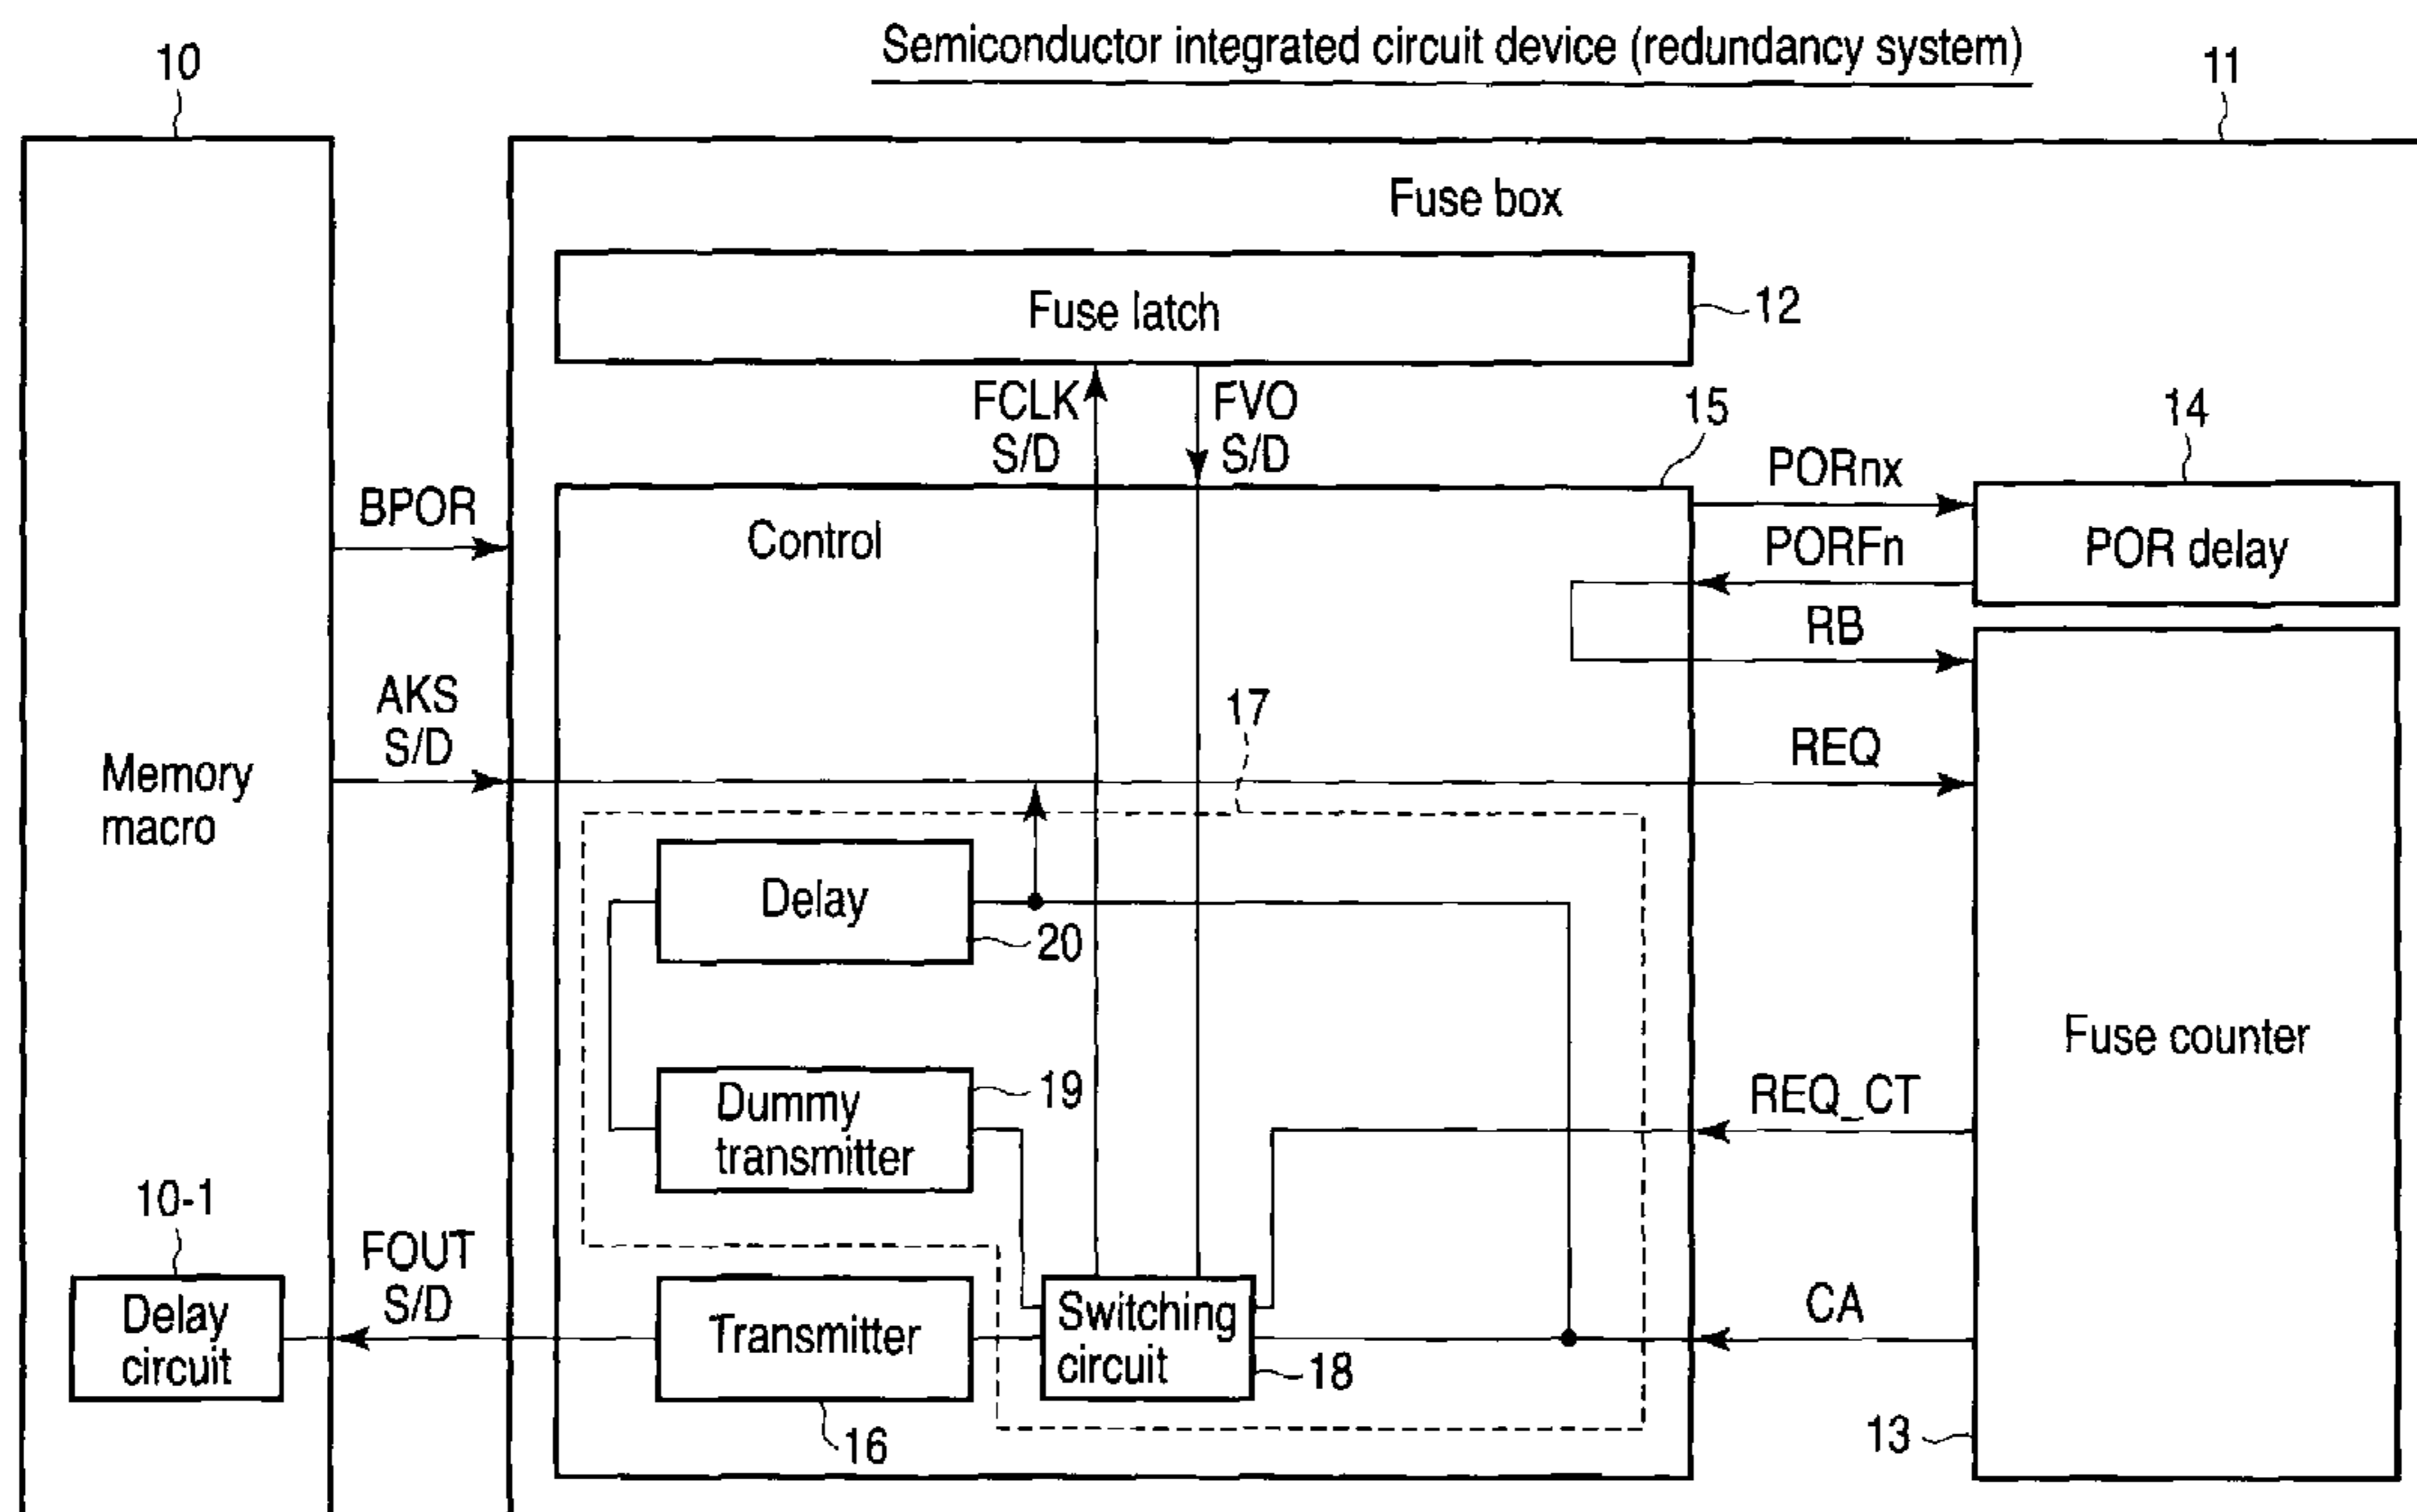 Semiconductor integrated circuit device (redundancy system)
10
11
Fuse box
Fuse latch
12
FCLK
S/D
FVO
S/D
15
14
BPOR
PORnx
Control
PORFn
POR delay
RB
AKS
S/D
17
REQ
Memory
macro
Delay
20
Fuse counter
Dummy
transmitter
19
REQ_CT
10-1
FOUT
S/D
Delay
circuit
Transmitter
Switching
circuit
CA
18
16
13